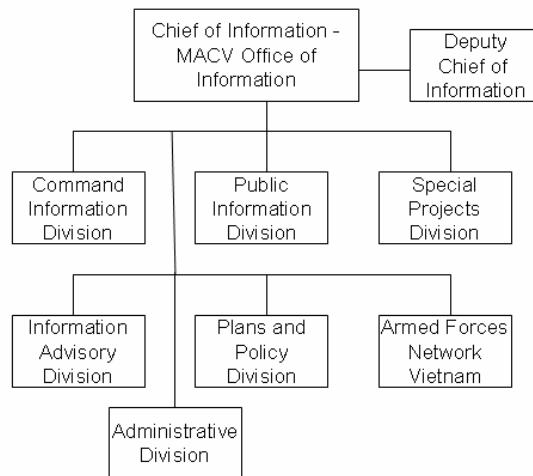 Chief of Information -
MACV Office of
Information
Deputy
Chief of
Information
Command
Information
Division
Public
Information
Division
Special
Projects
Division
Information
Advisory
Division
Plans and
Policy
Division
Armed Forces
Network
Vietnam
Administrative
Division